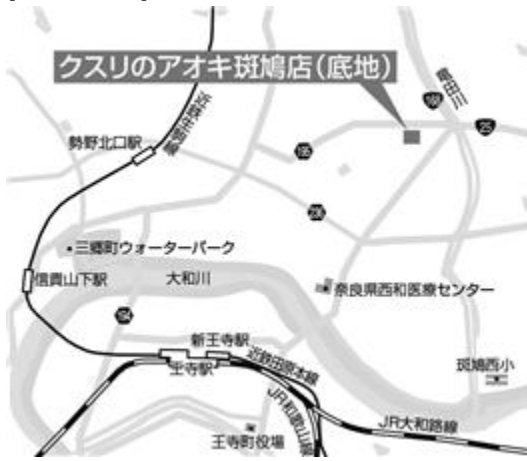 クスリのアオキ斑鳩店(底地)
竜田川
168
25
近鉄生駒線
勢野北口駅
195
236
三郷町ウォーターパーク
信貴山下駅
大和川
奈良県西和医療センター
194
新王寺駅
近鉄田原本線
王寺駅
斑鳩西小
JR和歌山線
JR大和路線
王寺町役場